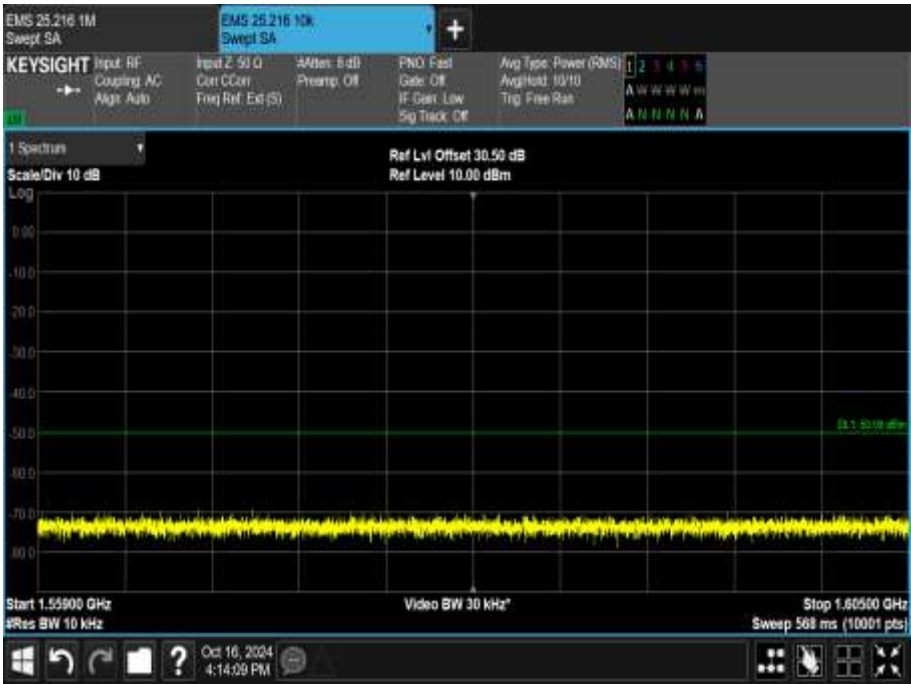 EMS 25.216 1M
Swept SA
EMS 25.216 10k
Swept SA
+
KEYSIGHT
Input: RF
Coupling: AC
Align: Auto
Input Z: 50 Ω
Corr CCorr
Freq Ref: Ext (S)
#Atten: 8 dB
Preamp: Off
PNO: Fast
Gate: Off
IF Gain: Low
Sig Track: Off
Avg Type: Power (RMS)
Avg|Hold: 10/10
Trig: Free Run
1 2 3 4 5 6
A W W W W
A N N N N A
1 Spectrum
Scale/Div 10 dB
Ref Lvl Offset 30.50 dB
Ref Level 10.00 dBm
Log
0.00
-10.0
-20.0
-30.0
-40.0
-50.0
-60.0
-70.0
-80.0
Start 1.55900 GHz
#Res BW 10 kHz
Video BW 30 kHz*
Stop 1.60500 GHz
Sweep 568 ms (10001 pts)
?
Oct 16, 2024
4:14:09 PM